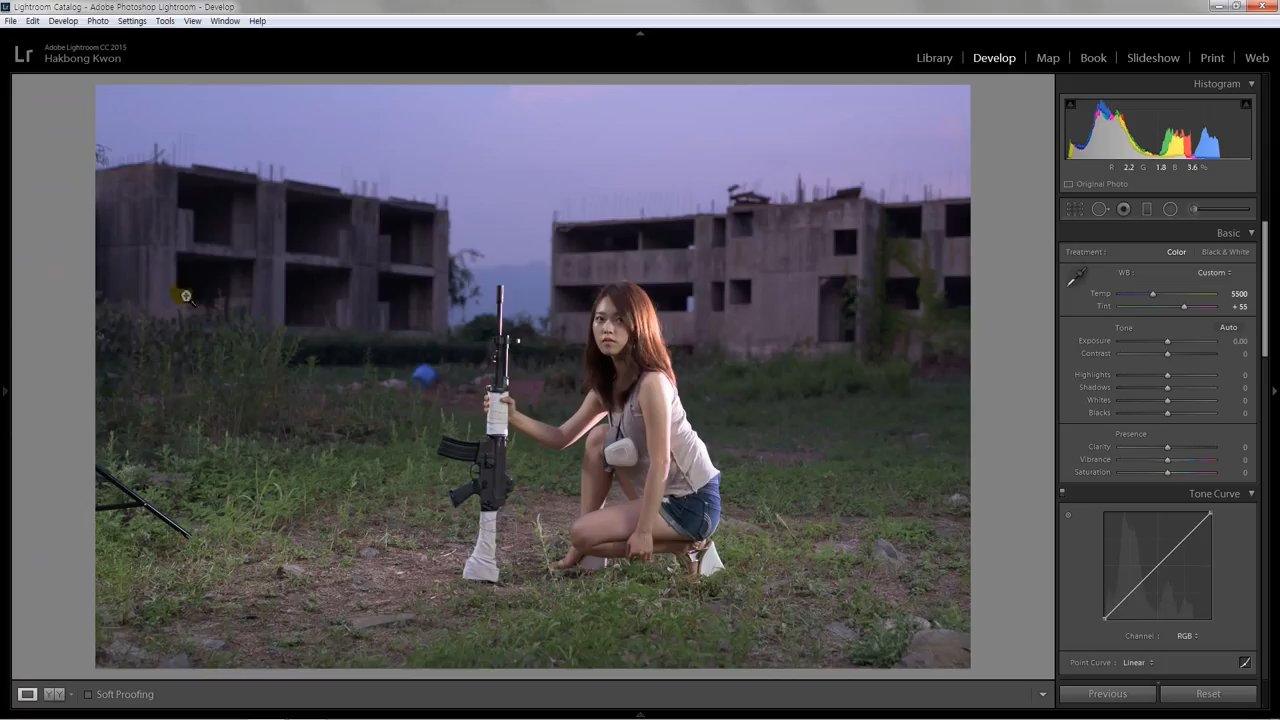 Lightroom Catalog - Adobe Photoshop Lightroom - Develop
File Edit Develop Photo Settings Tools View Window Help
Lr
Adobe Lightroom CC 2015
Hakbong Kwon
Library | Develop | Map | Book | Slideshow | Print | Web
Histogram
R 2.2 G 1.8 B 3.6 %
Original Photo
Basic
Treatment : Color Black & White
WB : Custom
Temp 5500
Tint + 55
Tone Auto
Exposure 0.00
Contrast 0
Highlights 0
Shadows 0
Whites 0
Blacks 0
Presence
Clarity 0
Vibrance 0
Saturation 0
Tone Curve
Channel : RGB
Point Curve : Linear
Y Y Soft Proofing
Previous Reset